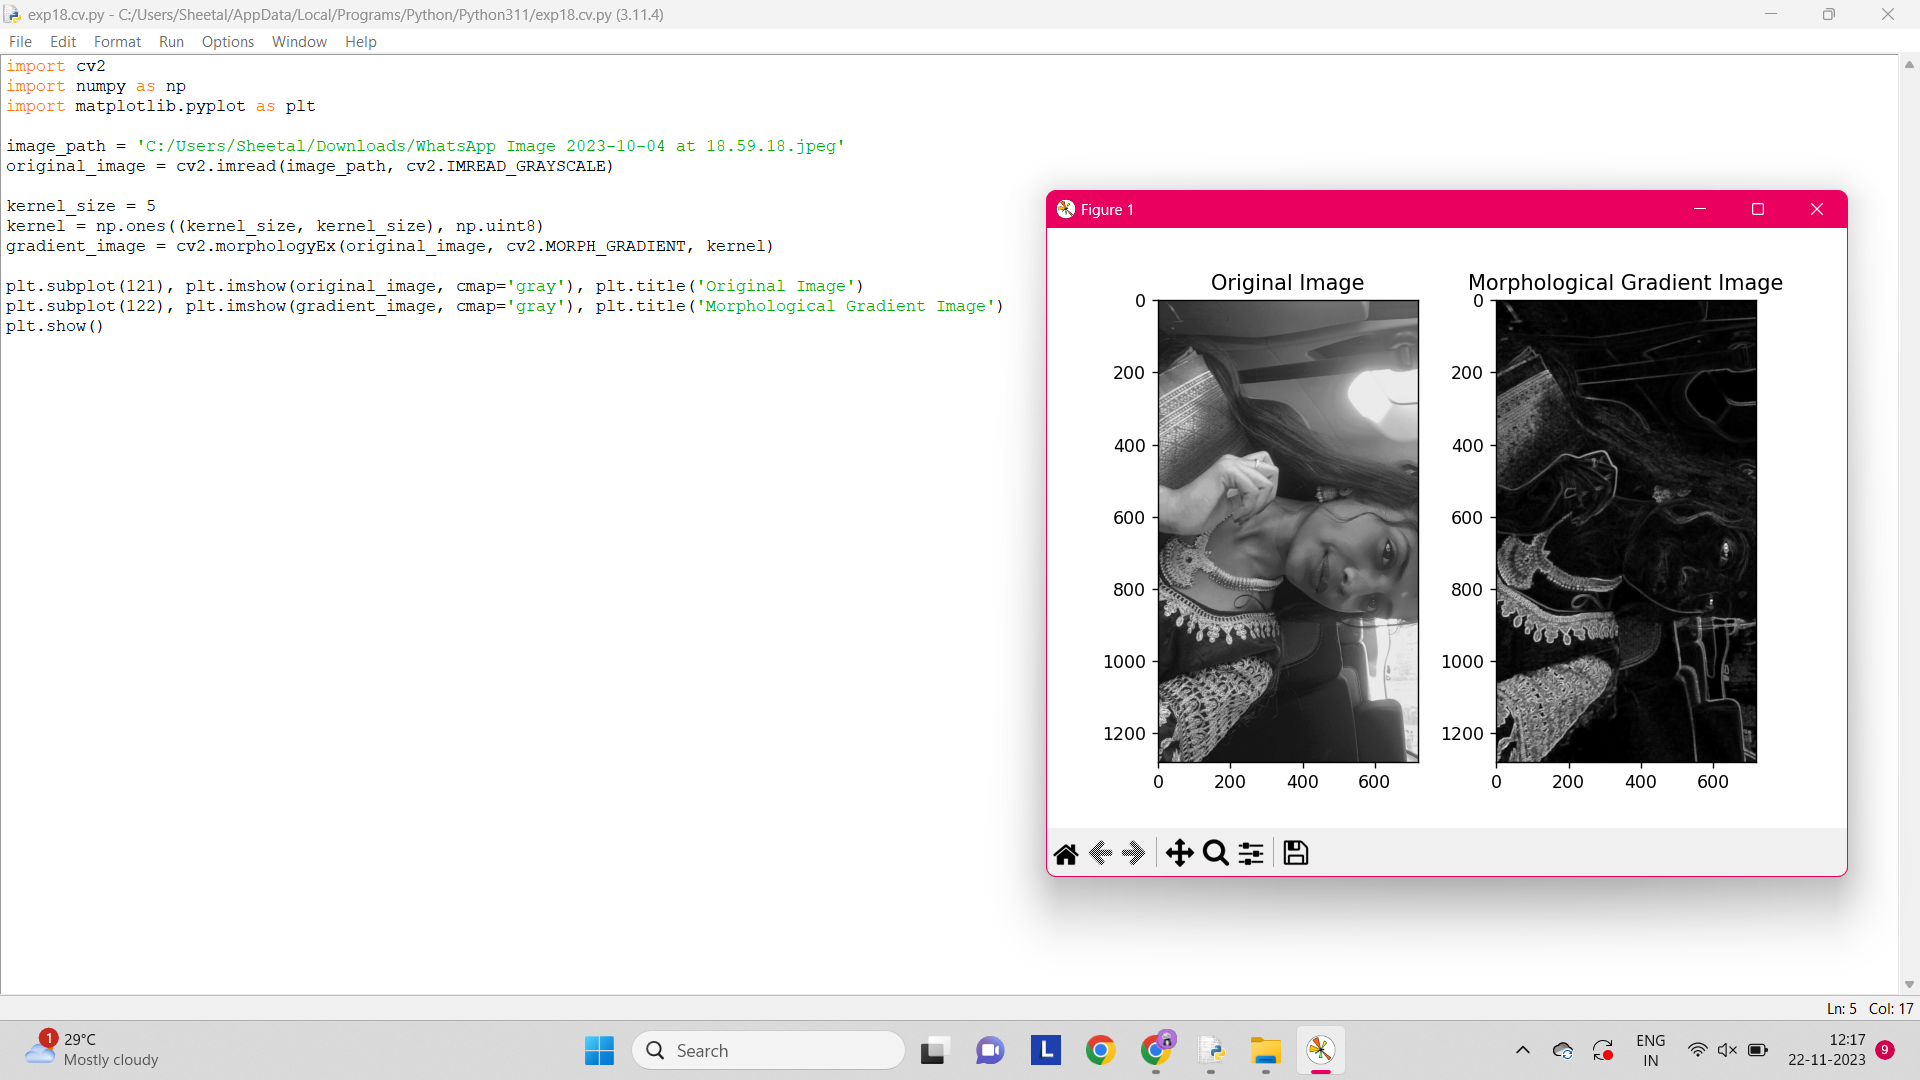 exp18.cv.py - C:/Users/Sheetal/AppData/Local/Programs/Python/Python311/exp18.cv.py (3.11.4)
File Edit Format Run Options Window Help
import cv2
import numpy as np
import matplotlib.pyplot as plt
image_path = 'C:/Users/Sheetal/Downloads/WhatsApp Image 2023-10-04 at 18.59.18.jpeg'
original_image = cv2.imread(image_path, cv2.IMREAD_GRAYSCALE)
kernel_size = 5
kernel = np.ones((kernel_size, kernel_size), np.uint8)
gradient_image = cv2.morphologyEx(original_image, cv2.MORPH_GRADIENT, kernel)
plt.subplot(121), plt.imshow(original_image, cmap='gray'), plt.title('Original Image')
plt.subplot(122), plt.imshow(gradient_image, cmap='gray'), plt.title('Morphological Gradient Image')
plt.show()
Figure 1
Original Image
0
200
400
600
800
1000
1200
0 200 400 600
Morphological Gradient Image
0
200
400
600
800
1000
1200
0 200 400 600
Ln: 5 Col: 17
1
29°C
Mostly cloudy
Search
L
ENG
IN
12:17
22-11-2023
9